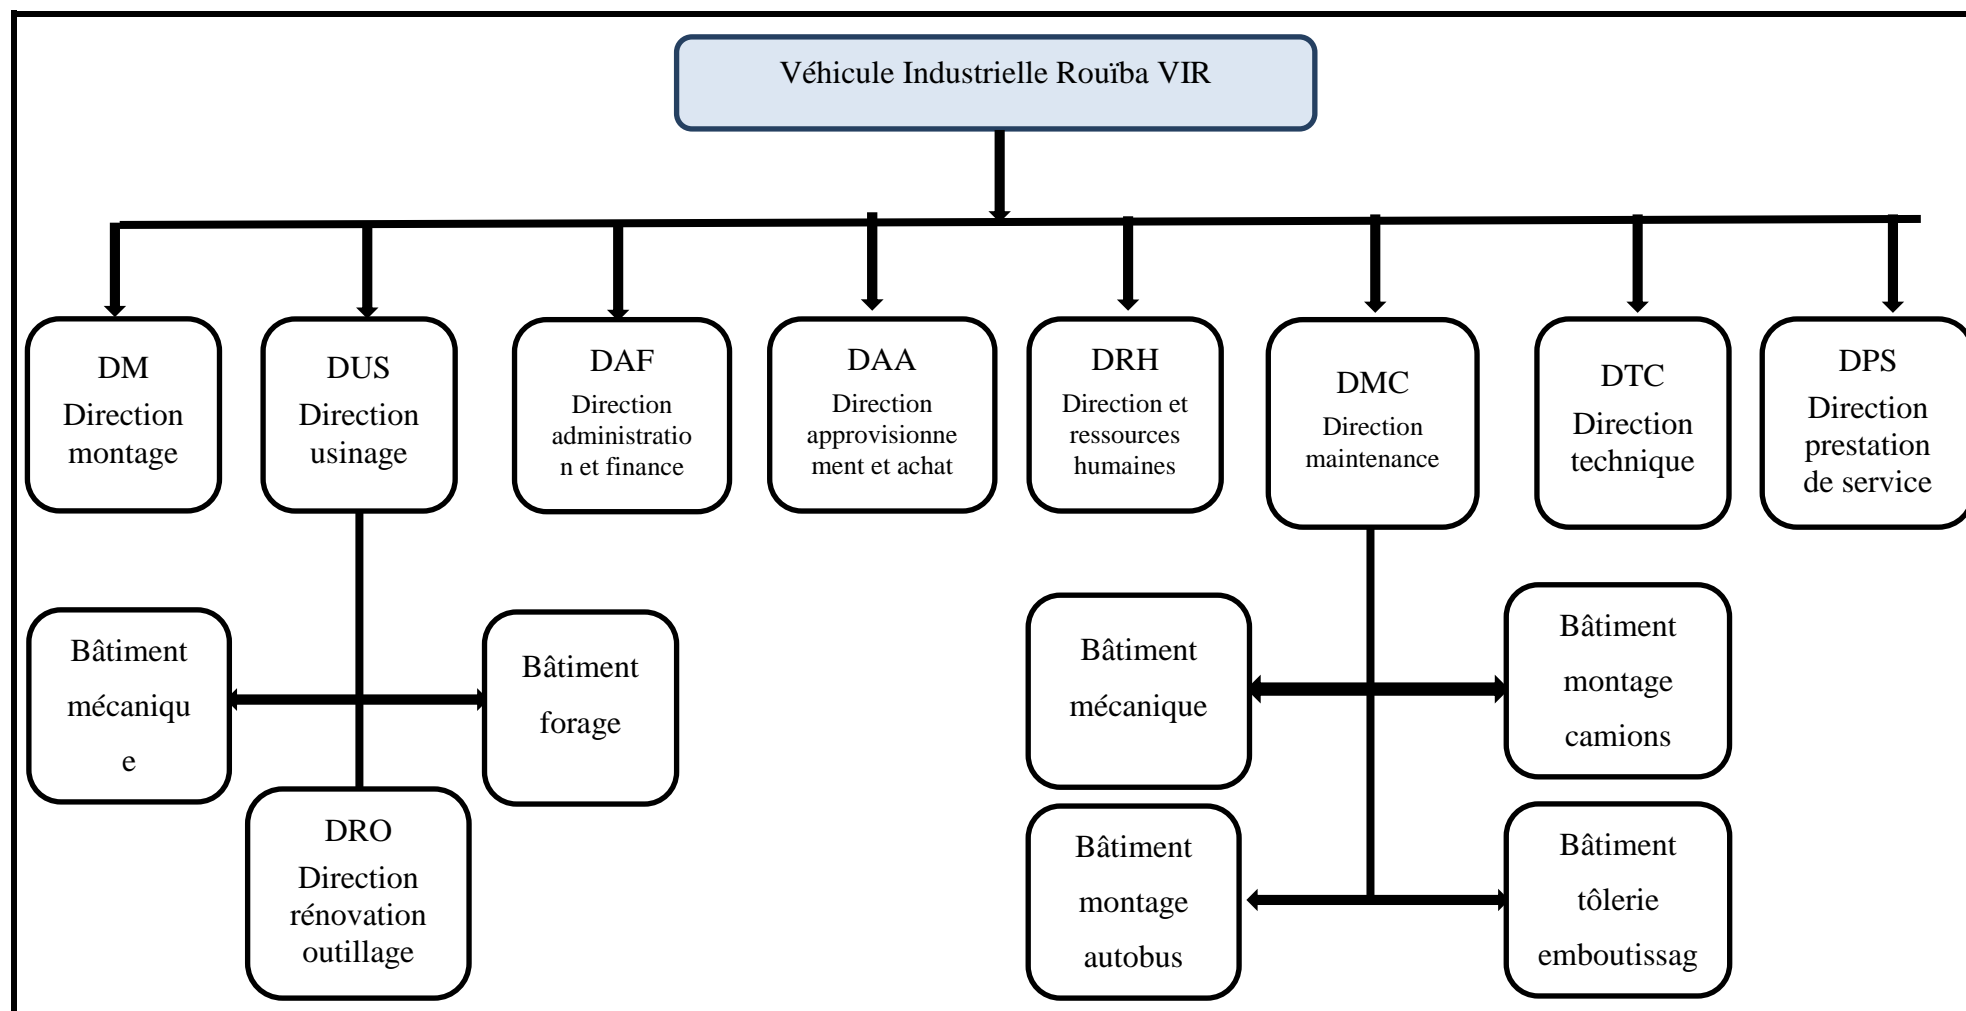 Véhicule Industrielle Rouïba VIR
DM
Direction
montage
DUS
Direction
usinage
DAF
Direction
administratio
n et finance
DAA
Direction
approvisionne
ment et achat
DRH
Direction et
ressources
humaines
DMC
Direction
maintenance
DTC
Direction
technique
DPS
Direction
prestation
de service
Bâtiment
mécaniqu
e
Bâtiment
forage
DRO
Direction
rénovation
outillage
Bâtiment
mécanique
Bâtiment
montage
camions
Bâtiment
montage
autobus
Bâtiment
tôlerie
emboutissag